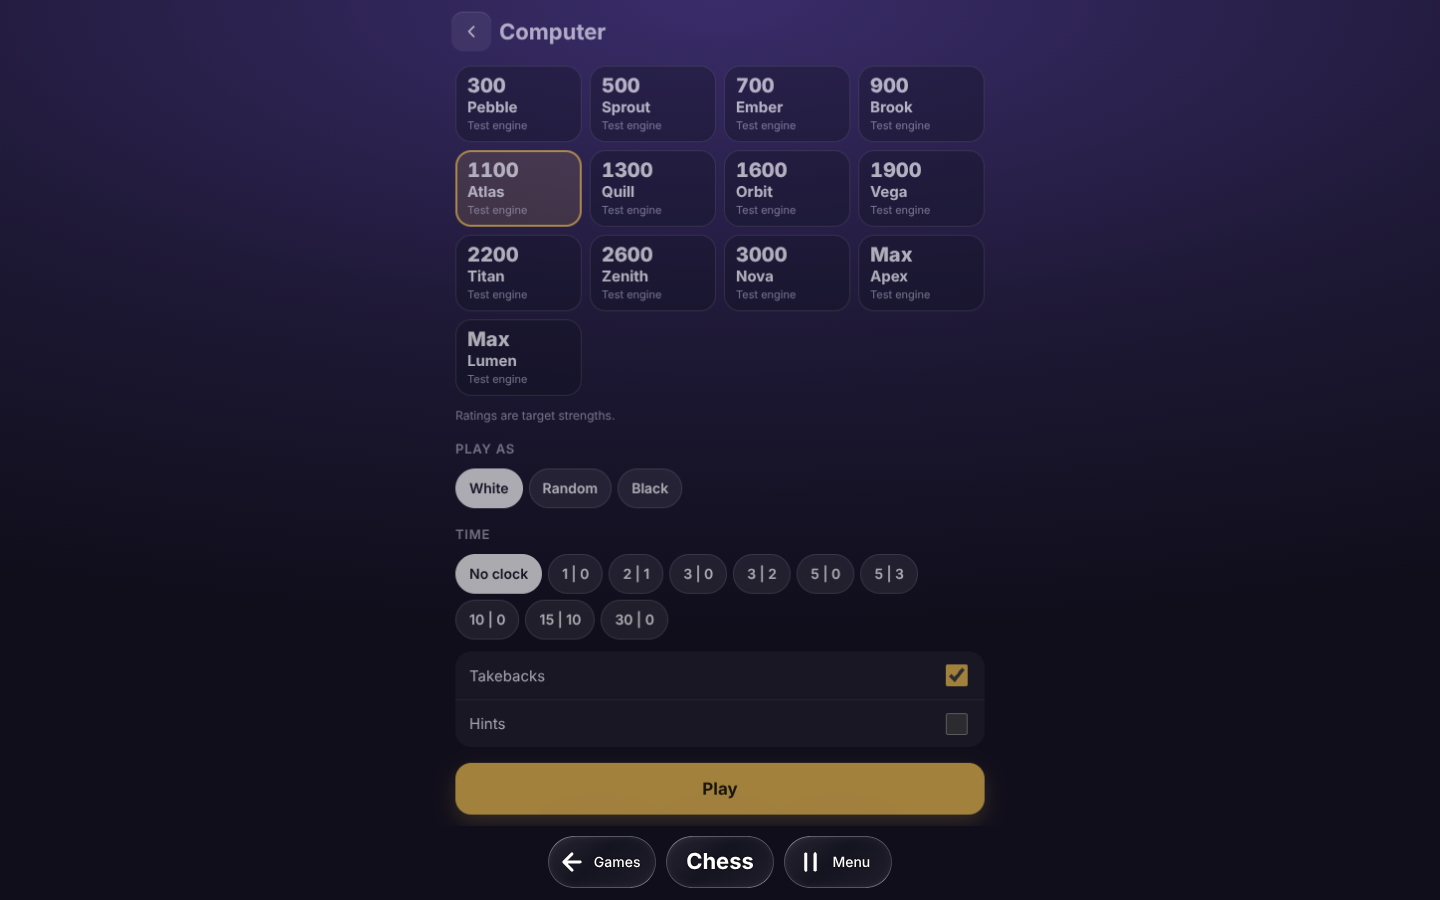 Computer
300
Pebble
Test engine
500
Sprout
Test engine
700
Ember
Test engine
900
Brook
Test engine
1100
Atlas
Test engine
1300
Quill
Test engine
1600
Orbit
Test engine
1900
Vega
Test engine
2200
Titan
Test engine
2600
Zenith
Test engine
3000
Nova
Test engine
Max
Apex
Test engine
Max
Lumen
Test engine
Ratings are target strengths.
PLAY AS
White Random Black
TIME
No clock 1 | 0 2 | 1 3 | 0 3 | 2 5 | 0 5 | 3
10 | 0 15 | 10 30 | 0
Takebacks
Hints
Play
Games Chess Menu